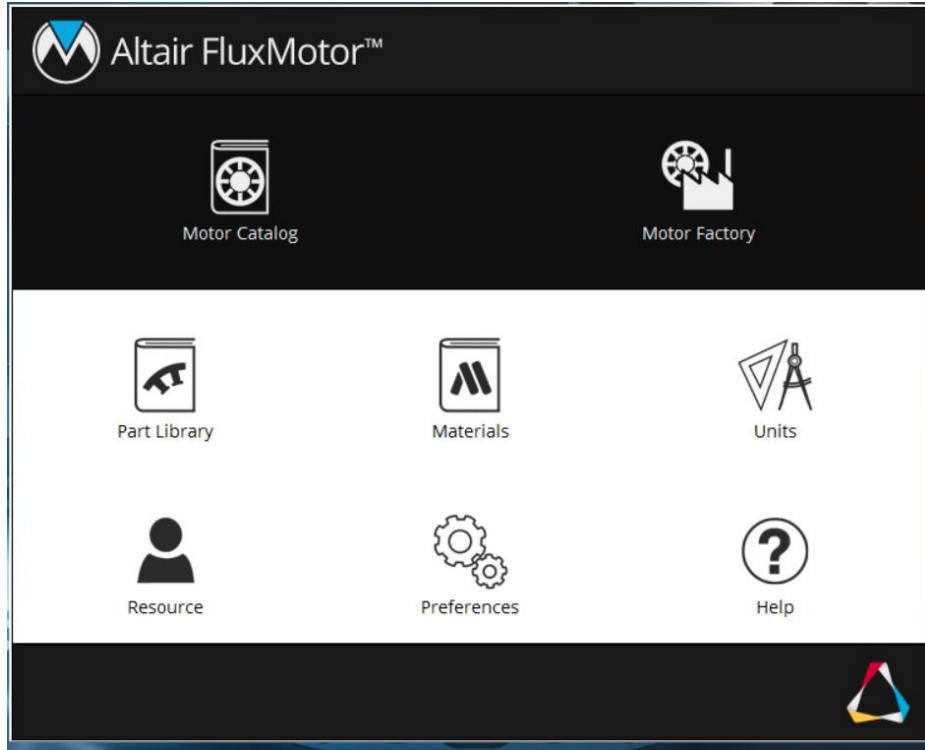 Altair FluxMotor™
Motor Catalog
Motor Factory
Part Library
Materials
Units
Resource
Preferences
Help